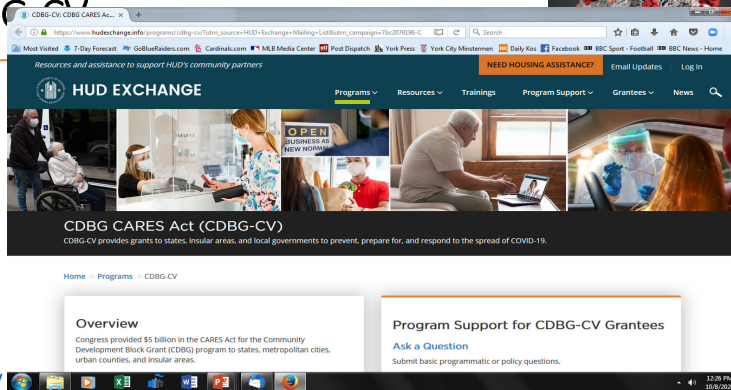 CDBG-CV: CDBG CARES Ac...
https://www.hudexchange.info/programs/cdbg-cv/?utm_source=HUD+Exchange+Mailing+List&utm_campaign=7bc2079196-C
Search
Most Visited 7-Day Forecast GoBlueRaiders.com Cardinals.com MLB Media Center Post Dispatch York Press York City Minstermen Daily Kos Facebook BBC Sport - Football BBC News - Home
Resources and assistance to support HUD's community partners
NEED HOUSING ASSISTANCE? Email Updates Log In
HUD EXCHANGE
Programs Resources Trainings Program Support Grantees News
OPEN
BUSINESS AS
NEW NORMAL
CDBG CARES Act (CDBG-CV)
CDBG-CV provides grants to states, insular areas, and local governments to prevent, prepare for, and respond to the spread of COVID-19.
Home > Programs > CDBG-CV
Overview
Congress provided $5 billion in the CARES Act for the Community
Development Block Grant (CDBG) program to states, metropolitan cities,
urban counties, and insular areas.
Program Support for CDBG-CV Grantees
Ask a Question
Submit basic programmatic or policy questions.
12:26 PM